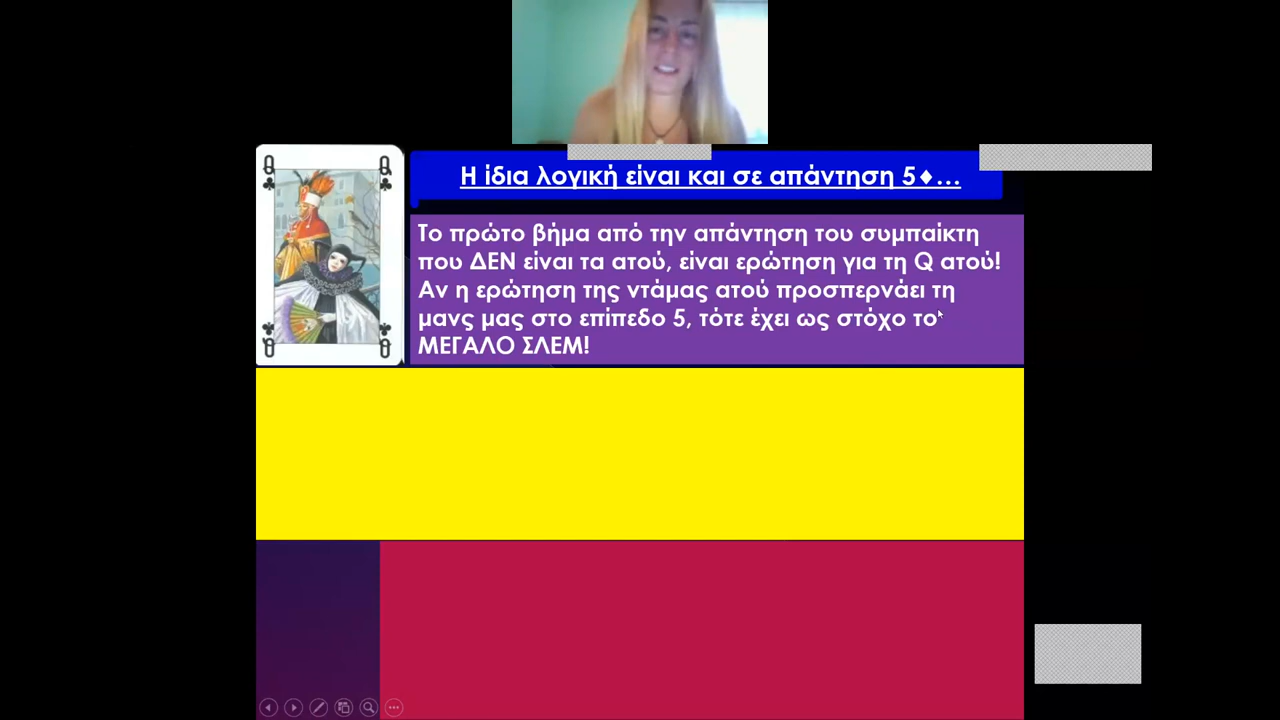 Q Q
Η ίδια λογική είναι και σε απάντηση 5♦...
Το πρώτο βήμα από την απάντηση του συμπαίκτη
που ΔΕΝ είναι τα ατού, είναι ερώτηση για τη Q ατού!
Αν η ερώτηση της ντάμας ατού προσπερνάει τη
μανς μας στο επίπεδο 5, τότε έχει ως στόχο το
ΜΕΓΑΛΟ ΣΛΕΜ!
Q Q